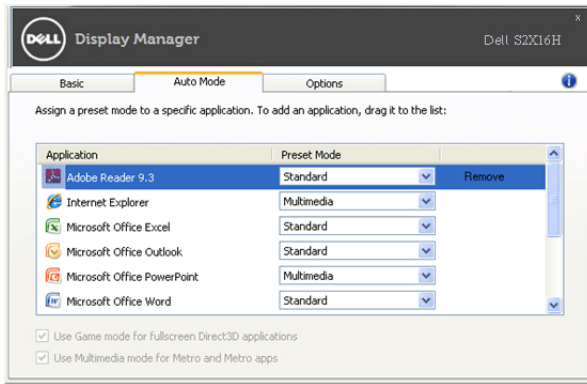 DELL Display Manager Dell S2X16H
Basic Auto Mode Options
Assign a preset mode to a specific application. To add an application, drag it to the list:
Application Preset Mode
Adobe Reader 9.3 Standard Remove
Internet Explorer Multimedia
Microsoft Office Excel Standard
Microsoft Office Outlook Standard
Microsoft Office PowerPoint Multimedia
Microsoft Office Word Standard
Use Game mode for fullscreen Direct3D applications
Use Multimedia mode for Metro and Metro apps